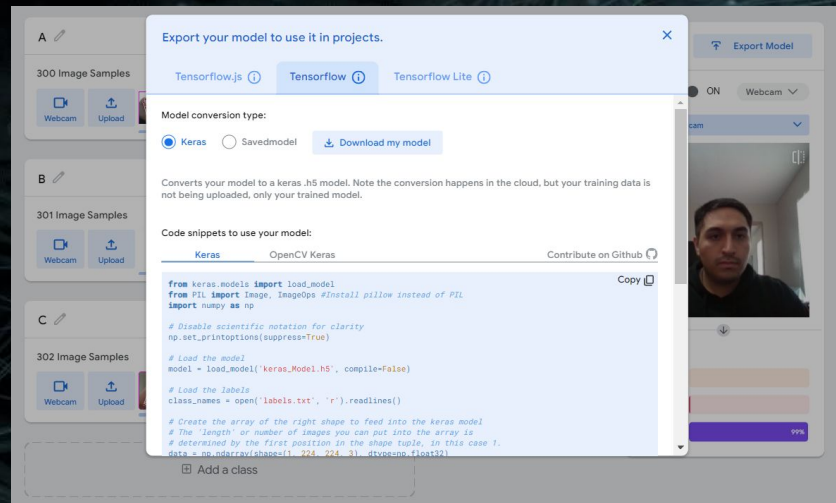 A
300 Image Samples
Webcam
Upload
B
301 Image Samples
Webcam
Upload
C
302 Image Samples
Webcam
Upload
Add a class
Export your model to use it in projects.
Tensorflow.js
Tensorflow
Tensorflow Lite
Model conversion type:
Keras
Savedmodel
Download my model
Converts your model to a keras .h5 model. Note the conversion happens in the cloud, but your training data is
not being uploaded, only your trained model.
Code snippets to use your model:
Keras
OpenCV Keras
Contribute on Github
Copy
from keras.models import load_model
from PIL import Image, ImageOps #Install pillow instead of PIL
import numpy as np
# Disable scientific notation for clarity
np.set_printoptions(suppress=True)
# Load the model
model = load_model('keras_Model.h5', compile=False)
# Load the labels
class_names = open('labels.txt', 'r').readlines()
# Create the array of the right shape to feed into the keras model
# The 'length' or number of images you can put into the array is
# determined by the first position in the shape tuple, in this case 1.
data = np.ndarray(shape=(1, 224, 224, 3), dtype=np.float32)
Export Model
ON
Webcam
cam
99%